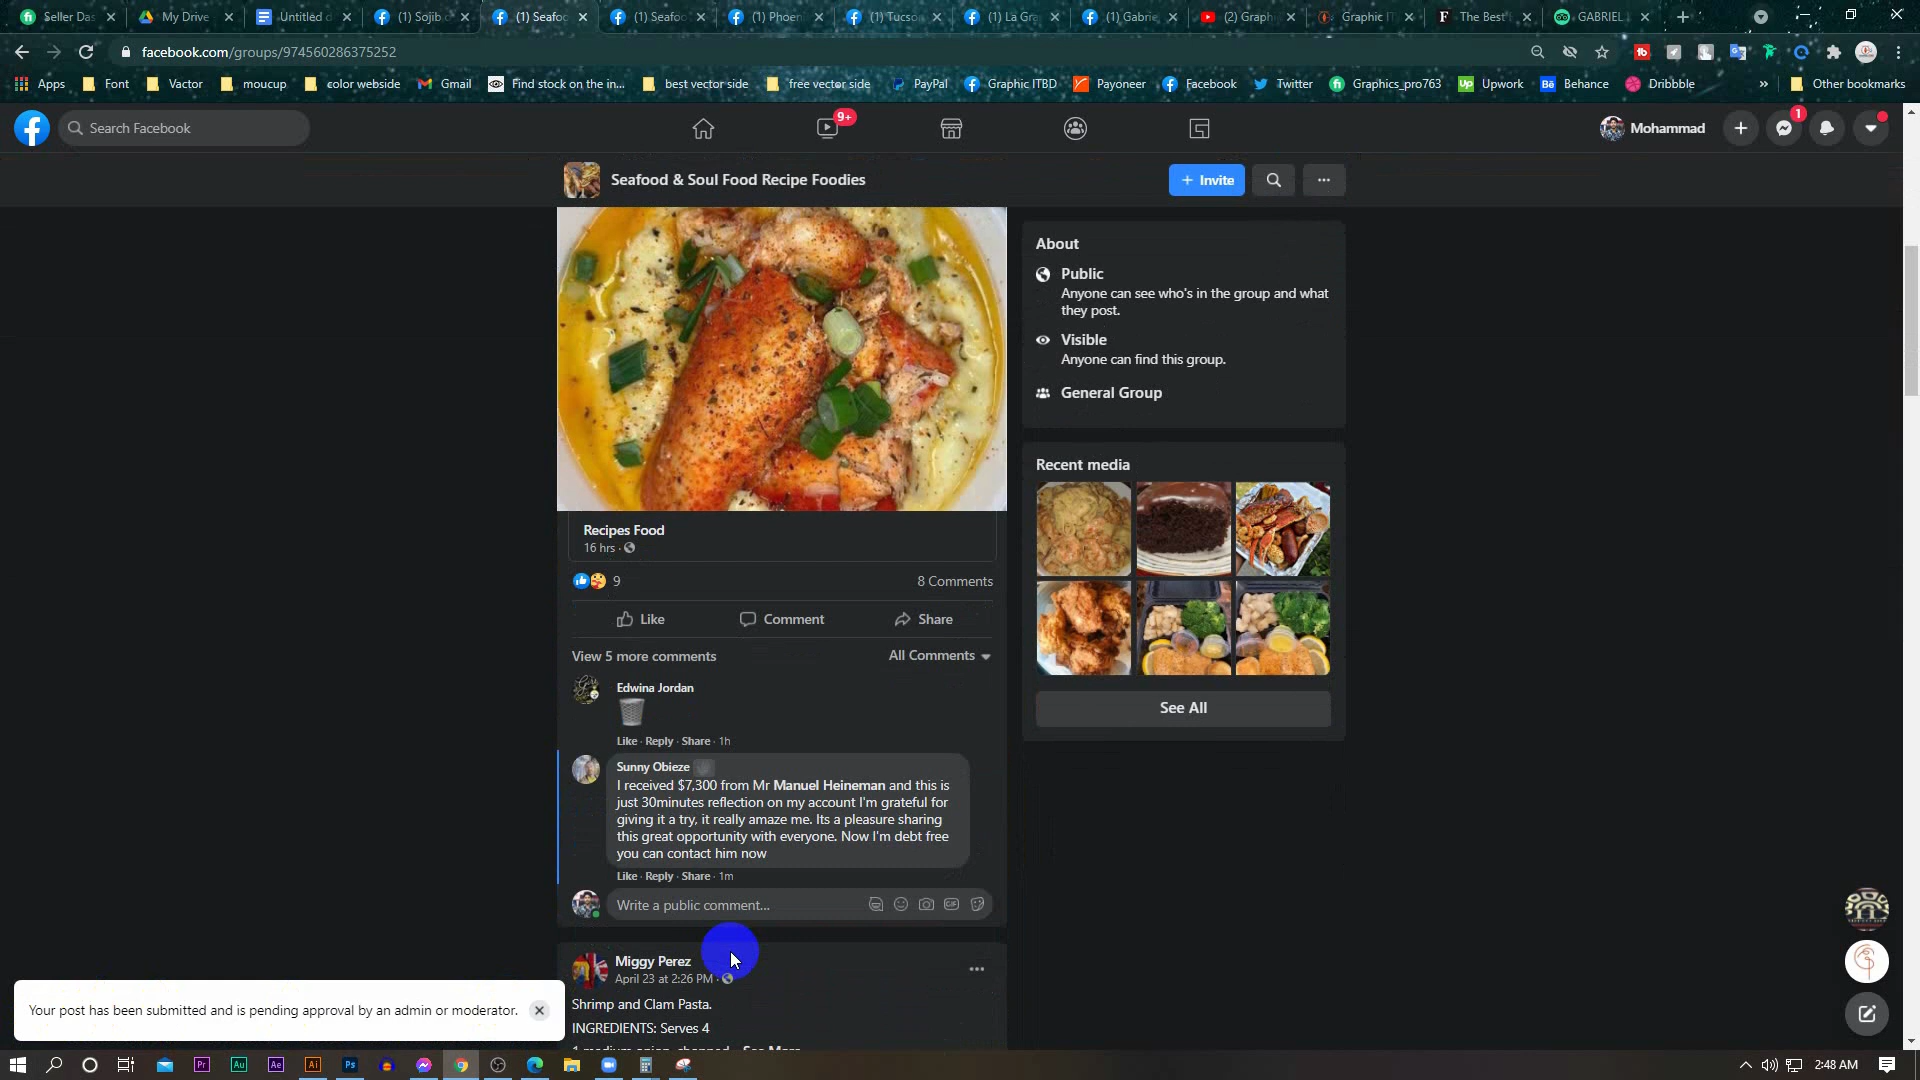 Seller Das
My Drive
Untitled d
(1) Sojib c
(1) Seafoo
(1) Seafoo
(1) Phoeni
(1) Tucson
(1) La Gra
(1) Gabrie
(2) Graph
Graphic IT
The Best
GABRIEL
facebook.com/groups/974560286375252
Apps
Font
Vactor
moucup
color webside
Gmail
Find stock on the in...
best vector side
free vector side
PayPal
Graphic ITBD
Payoneer
Facebook
Twitter
Graphics_pro763
Upwork
Behance
Dribbble
»
Other bookmarks
Search Facebook
9+
Mohammad
1
Seafood & Soul Food Recipe Foodies
+ Invite
About
Public
Anyone can see who's in the group and what
they post.
Visible
Anyone can find this group.
General Group
Recent media
See All
Recipes Food
16 hrs ·
9
8 Comments
Like
Comment
Share
View 5 more comments
All Comments
Edwina Jordan
Like · Reply · Share · 1h
Sunny Obieze
I received $7,300 from Mr Manuel Heineman and this is
just 30minutes reflection on my account I'm grateful for
giving it a try, it really amaze me. Its a pleasure sharing
this great opportunity with everyone. Now I'm debt free
you can contact him now
Like · Reply · Share · 1m
Write a public comment...
Miggy Perez
April 23 at 2:26 PM ·
Shrimp and Clam Pasta.
INGREDIENTS: Serves 4
Your post has been submitted and is pending approval by an admin or moderator.
Pr
Au
Ae
Ai
Ps
2:48 AM